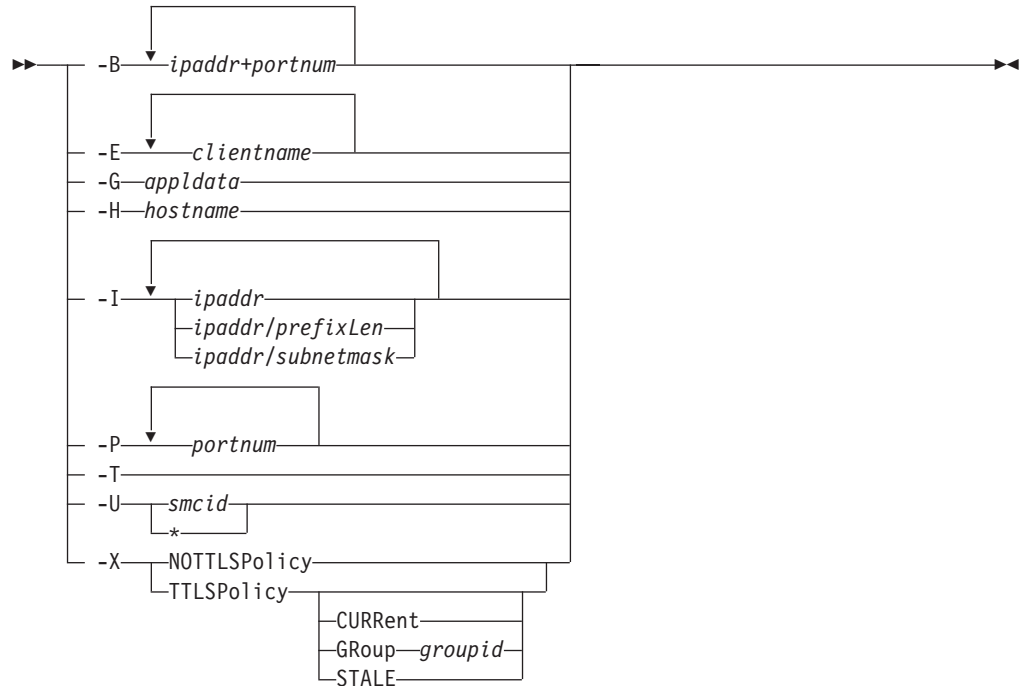 -B ipaddr+portnum
-E clientname
-G appldata
-H hostname
-I ipaddr
ipaddr/prefixLen
ipaddr/subnetmask
-P portnum
-T
-U smcid
*
-X NOTTLSPolicy
TTLSPolicy
CURRent
GRoup groupid
STALE